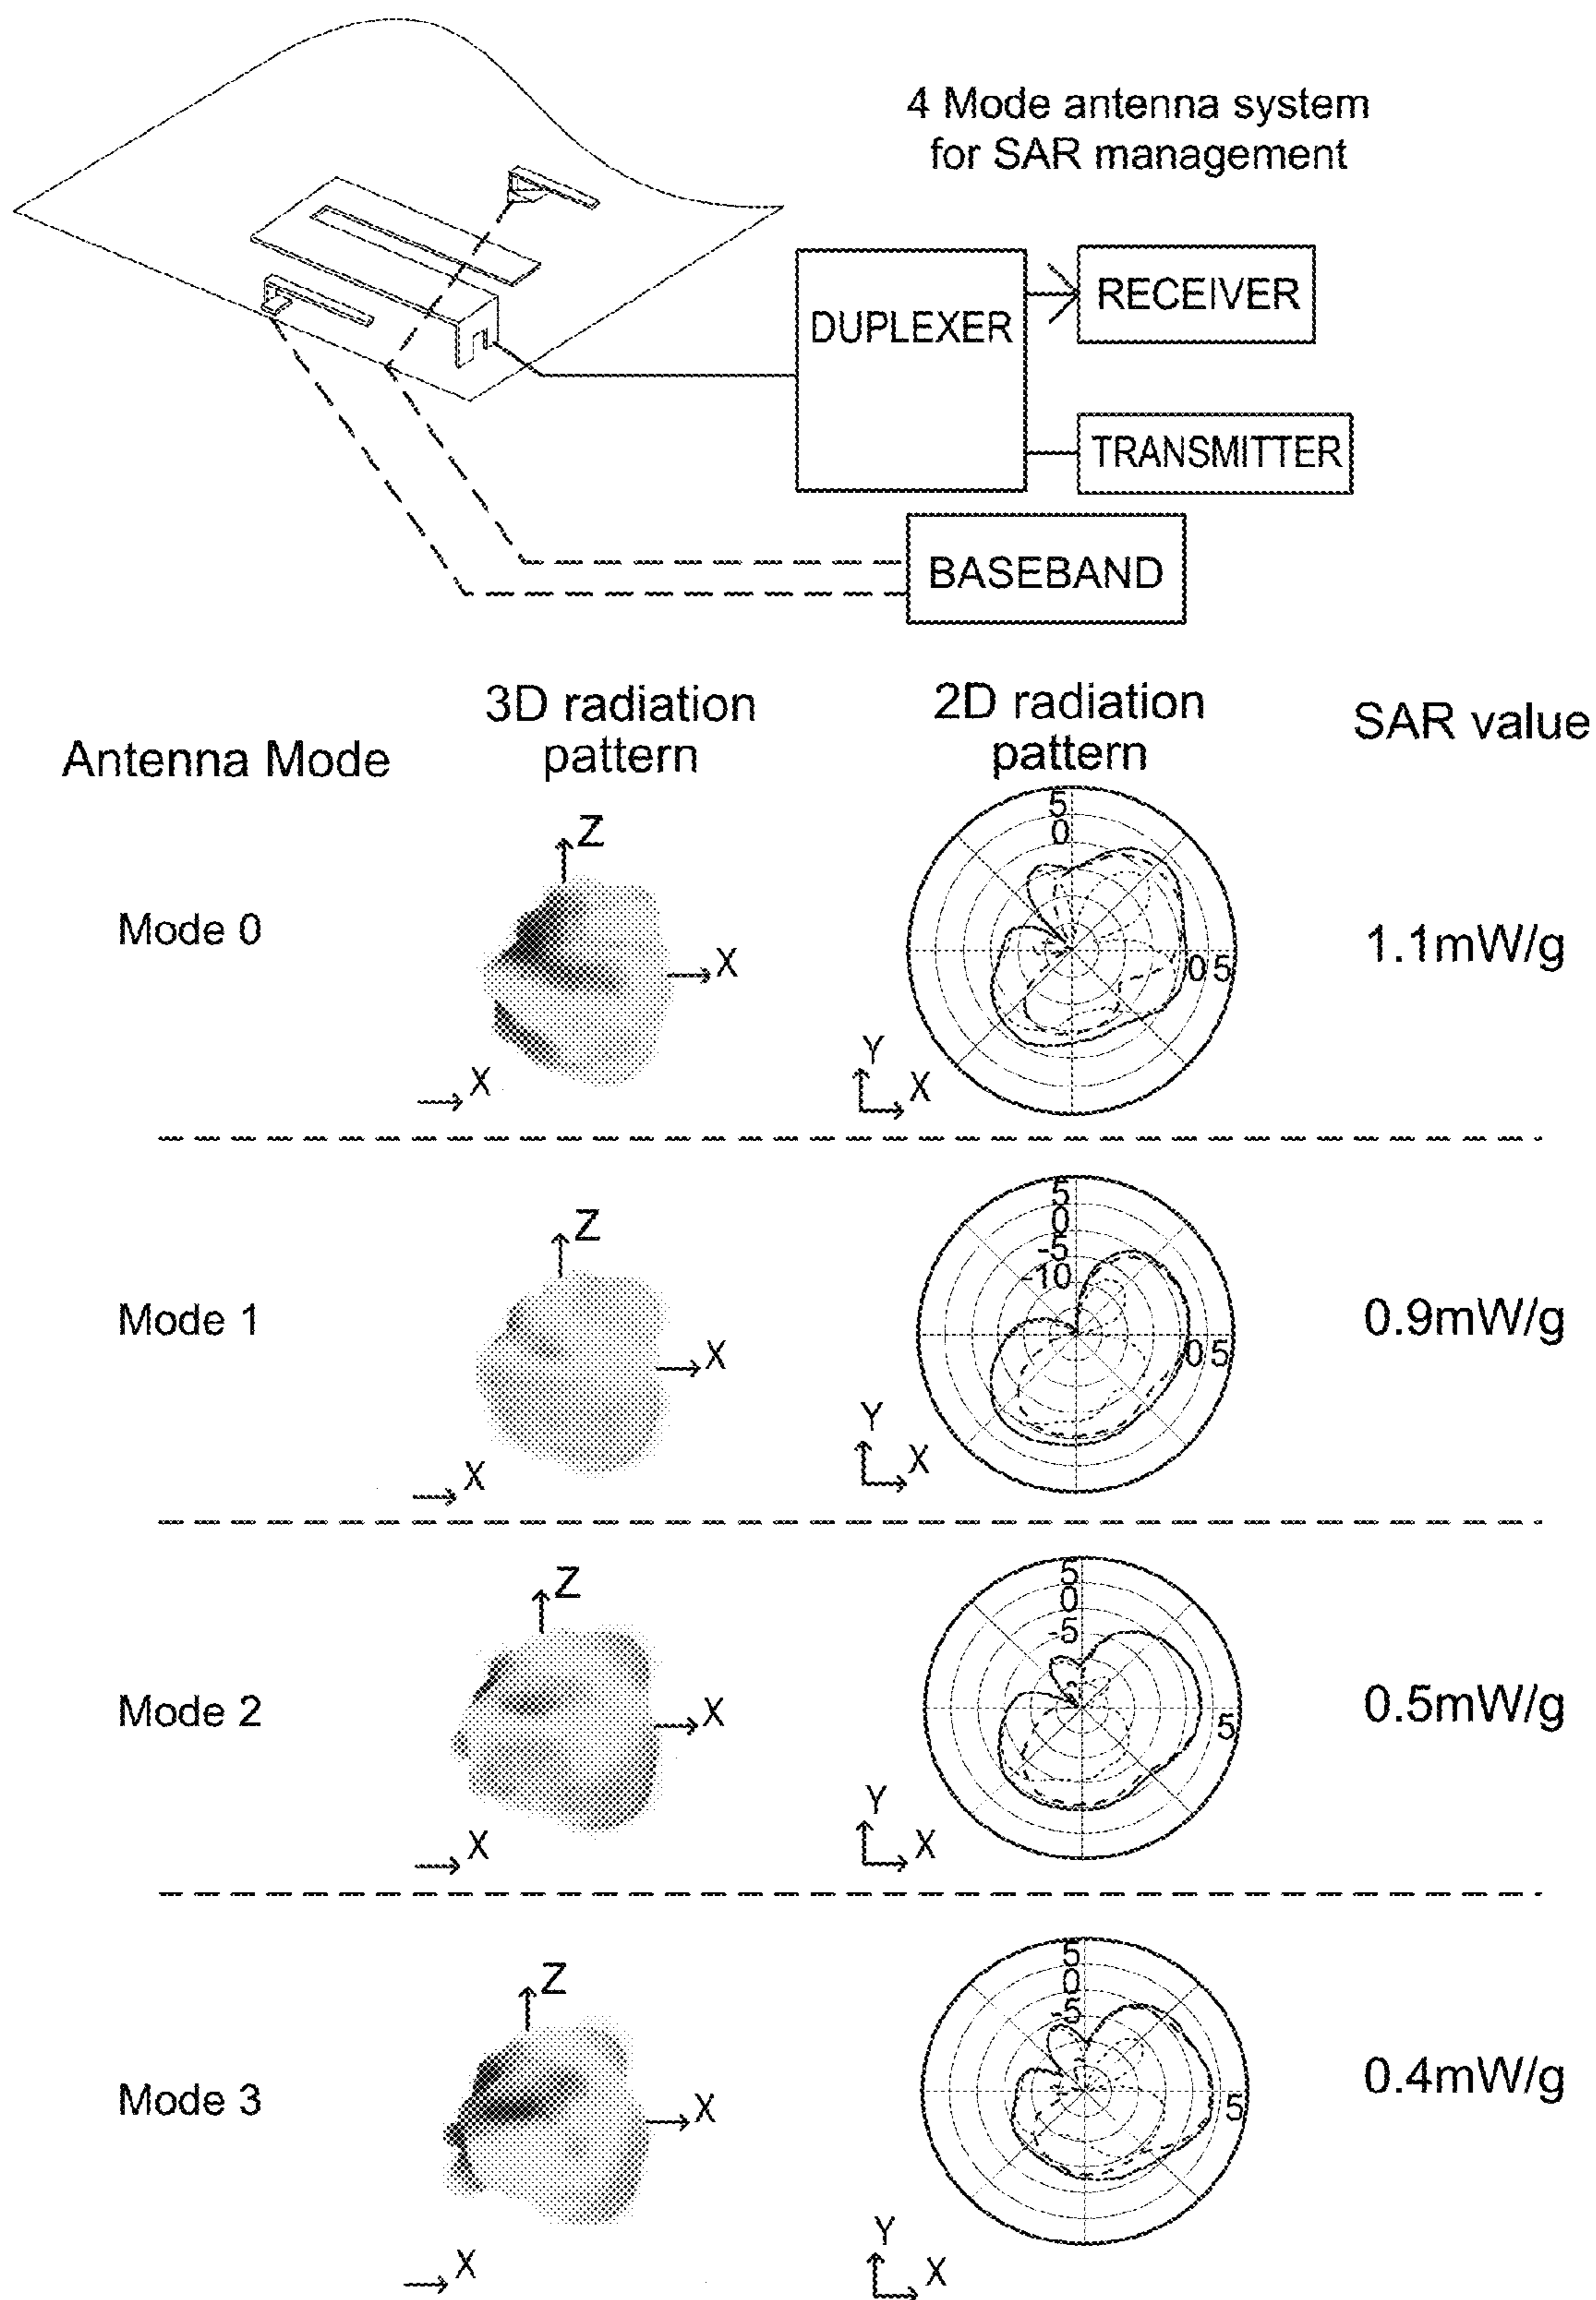 4 Mode antenna system
for SAR management
DUPLEXER
RECEIVER
TRANSMITTER
BASEBAND
Antenna Mode
3D radiation
pattern
2D radiation
pattern
SAR value
Mode 0
Z
X
X
5
0
0 5
Y
X
1.1mW/g
Mode 1
Z
X
X
5
0
-5
-10
0 5
Y
X
0.9mW/g
Mode 2
Z
X
X
5
0
-5
5
Y
X
0.5mW/g
Mode 3
Z
X
X
5
0
-5
5
Y
X
0.4mW/g